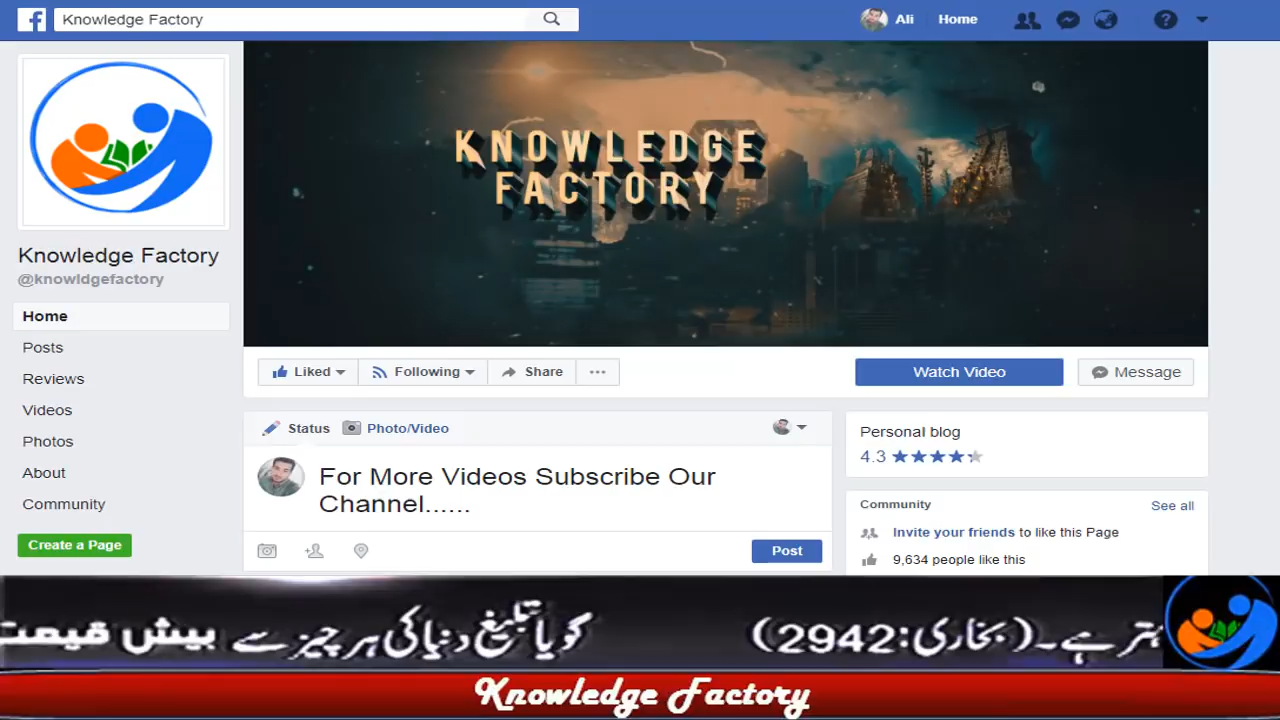 Knowledge Factory
Ali Home
KNOWLEDGE
FACTORY
Knowledge Factory
@knowldgefactory
Home
Posts
Reviews
Videos
Photos
About
Community
Create a Page
Liked Following Share
Watch Video Message
Status Photo/Video
For More Videos Subscribe Our
Channel......
Post
Personal blog
4.3
Community See all
Invite your friends to like this Page
9,634 people like this
ہتر ہے۔(بخاری:2942) گویا تبلیغ دنیا کی ہر چیز سے بیش قیمت
Knowledge Factory